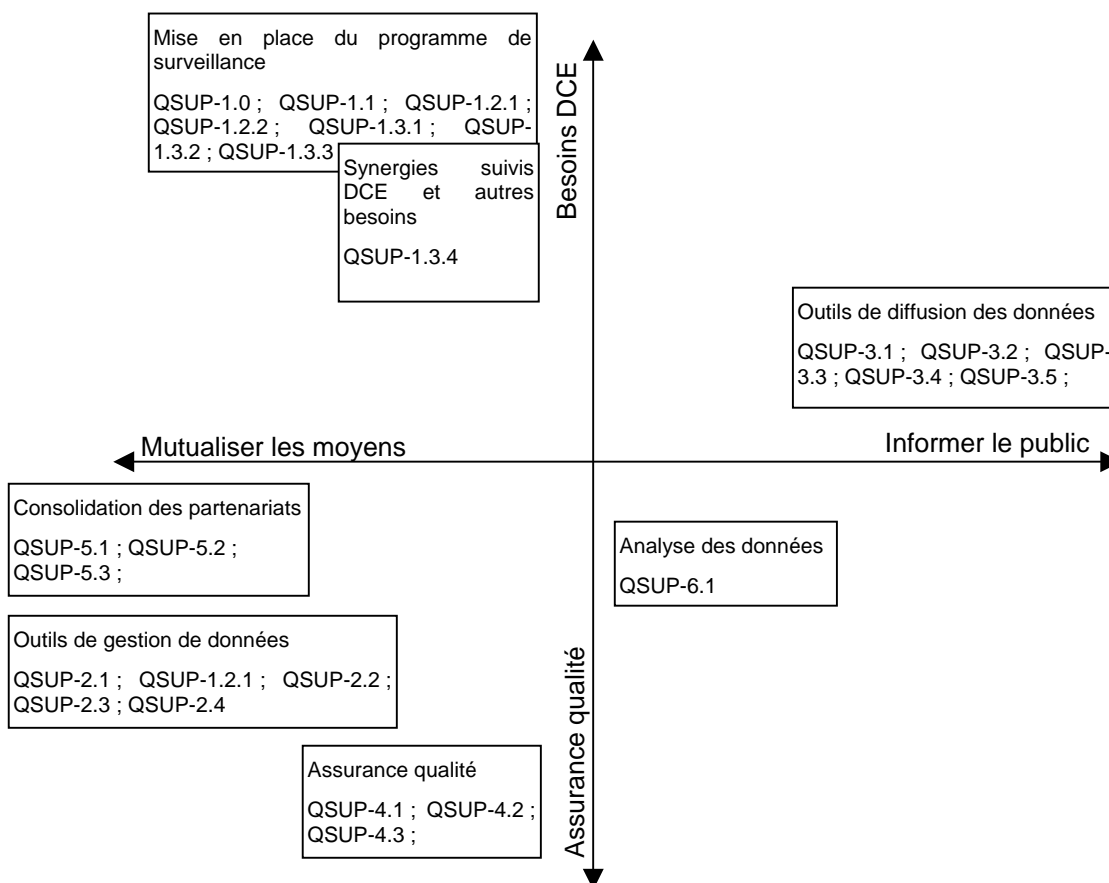 Mise en place du programme de
surveillance
QSUP-1.0 ; QSUP-1.1 ; QSUP-1.2.1 ;
QSUP-1.2.2 ; QSUP-1.3.1 ; QSUP-
1.3.2 ; QSUP-1.3.3
Synergies suivis
DCE et autres
besoins
QSUP-1.3.4
Besoins DCE
Outils de diffusion des données
QSUP-3.1 ; QSUP-3.2 ; QSUP-
3.3 ; QSUP-3.4 ; QSUP-3.5 ;
Mutualiser les moyens
Informer le public
Consolidation des partenariats
QSUP-5.1 ; QSUP-5.2 ;
QSUP-5.3 ;
Analyse des données
QSUP-6.1
Outils de gestion de données
QSUP-2.1 ; QSUP-1.2.1 ; QSUP-2.2 ;
QSUP-2.3 ; QSUP-2.4
Assurance qualité
Assurance qualité
QSUP-4.1 ; QSUP-4.2 ;
QSUP-4.3 ;